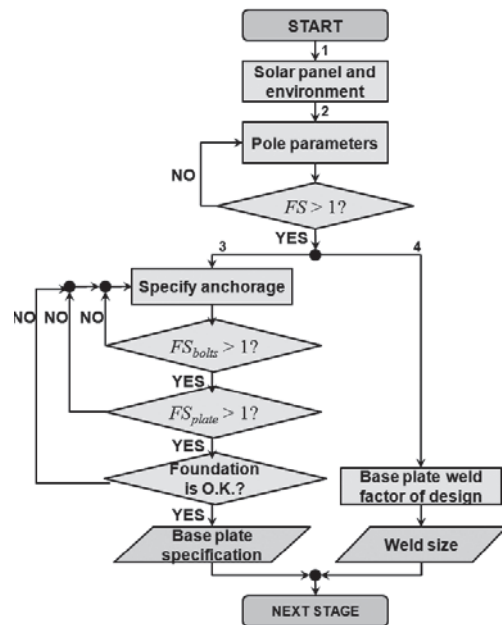 START
1
Solar panel and
environment
2
Pole parameters
NO
FS > 1?
YES
3
4
Specify anchorage
NO
NO
NO
FS_bolts > 1?
YES
FS_plate > 1?
YES
Foundation
is O.K.?
YES
Base plate
specification
Base plate weld
factor of design
Weld size
NEXT STAGE